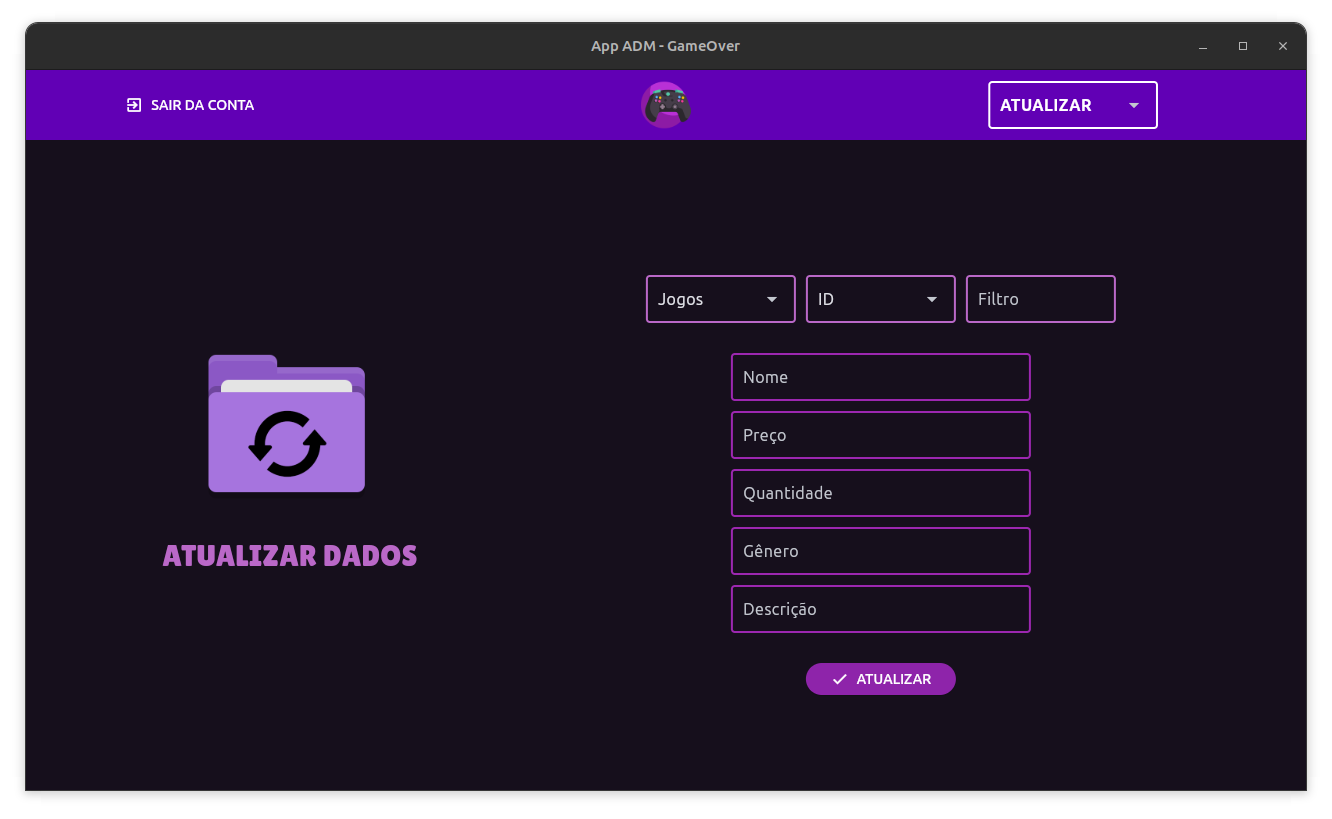 App ADM - GameOver
SAIR DA CONTA
ATUALIZAR
Jogos
ID
Filtro
Nome
Preço
Quantidade
Gênero
Descrição
ATUALIZAR DADOS
ATUALIZAR